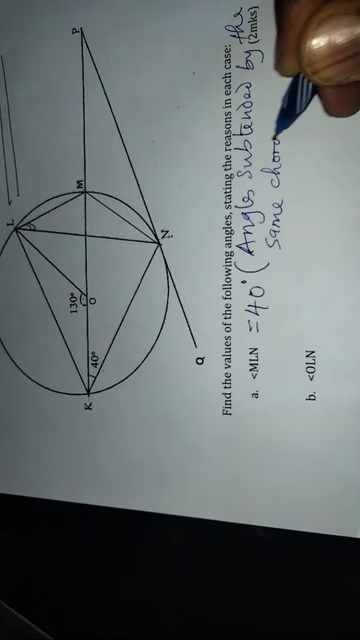 L
M
P
130°
O
N
40°
K
Q
Find the values of the following angles, stating the reasons in each case:
a. <MLN = 40° (Angles subtended by the (2mks)
same chord
b. <OLN